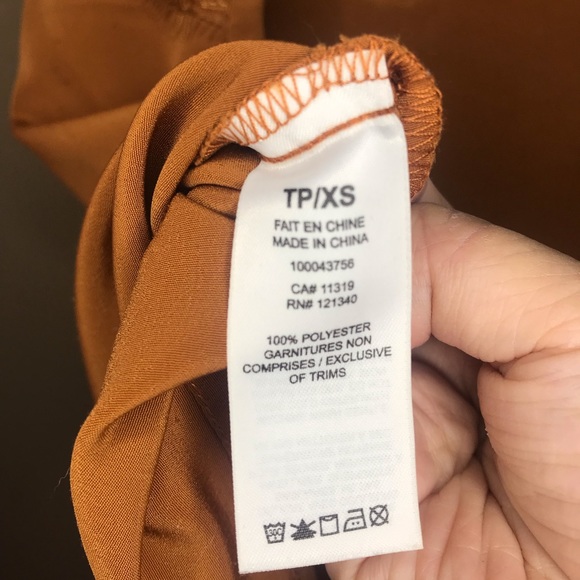 TP/XS
FAIT EN CHINE
MADE IN CHINA
100043756
CA# 11319
RN# 121340
100% POLYESTER
GARNITURES NON
COMPRISES / EXCLUSIVE
OF TRIMS